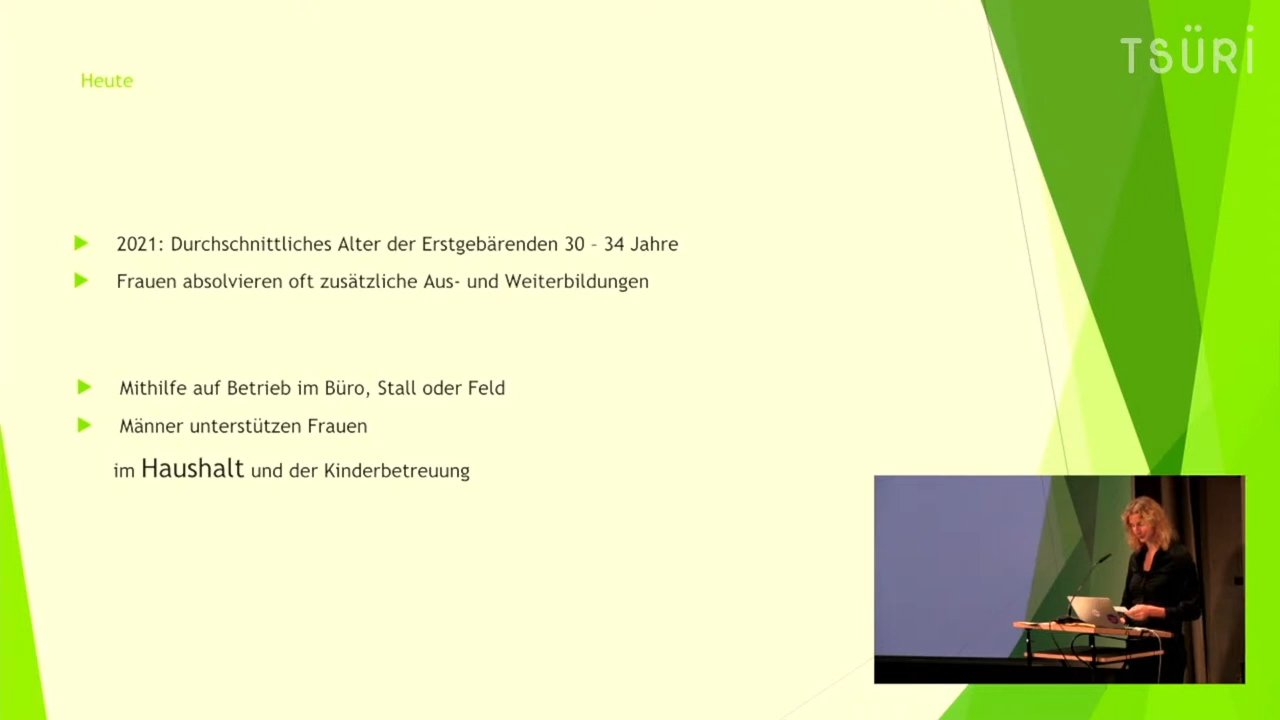 TSÜRI
Heute
2021: Durchschnittliches Alter der Erstgebärenden 30 – 34 Jahre
Frauen absolvieren oft zusätzliche Aus- und Weiterbildungen
Mithilfe auf Betrieb im Büro, Stall oder Feld
Männer unterstützen Frauen
im Haushalt und der Kinderbetreuung